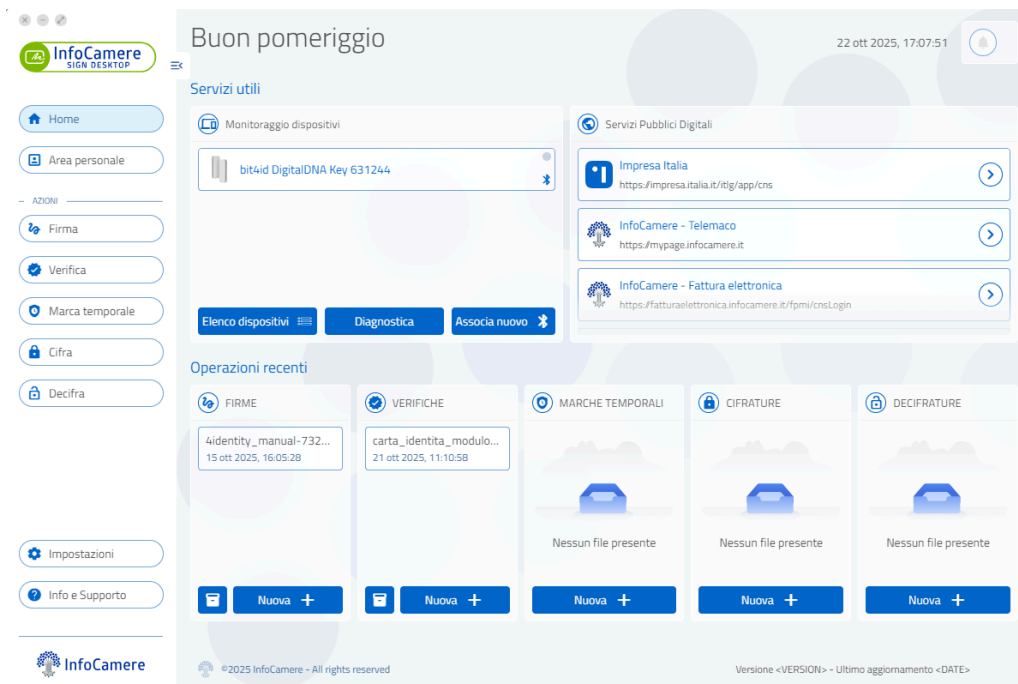 InfoCamere
SIGN DESKTOP
Buon pomeriggio
22 ott 2025, 17:07:51
Home
Area personale
AZIONI
Firma
Verifica
Marca temporale
Cifra
Decifra
Impostazioni
Info e Supporto
InfoCamere
Servizi utili
Monitoraggio dispositivi
bit4id DigitalDNA Key 631244
Elenco dispositivi
Diagnostica
Associa nuovo
Servizi Pubblici Digitali
Impresa Italia
https://impresa.italia.it/itlg/app/cns
InfoCamere - Telemaco
https://mypage.infocamere.it
InfoCamere - Fattura elettronica
https://fatturaelettronica.infocamere.it/fpmi/cnsLogin
Operazioni recenti
FIRME
4identity_manual-732...
15 ott 2025, 16:05:28
Nuova
VERIFICHE
carta_identita_modulo...
21 ott 2025, 11:10:58
Nuova
MARCHE TEMPORALI
Nessun file presente
Nuova
CIFRATURE
Nessun file presente
Nuova
DECIFRATURE
Nessun file presente
Nuova
©2025 InfoCamere - All rights reserved
Versione <VERSION> - Ultimo aggiornamento <DATE>